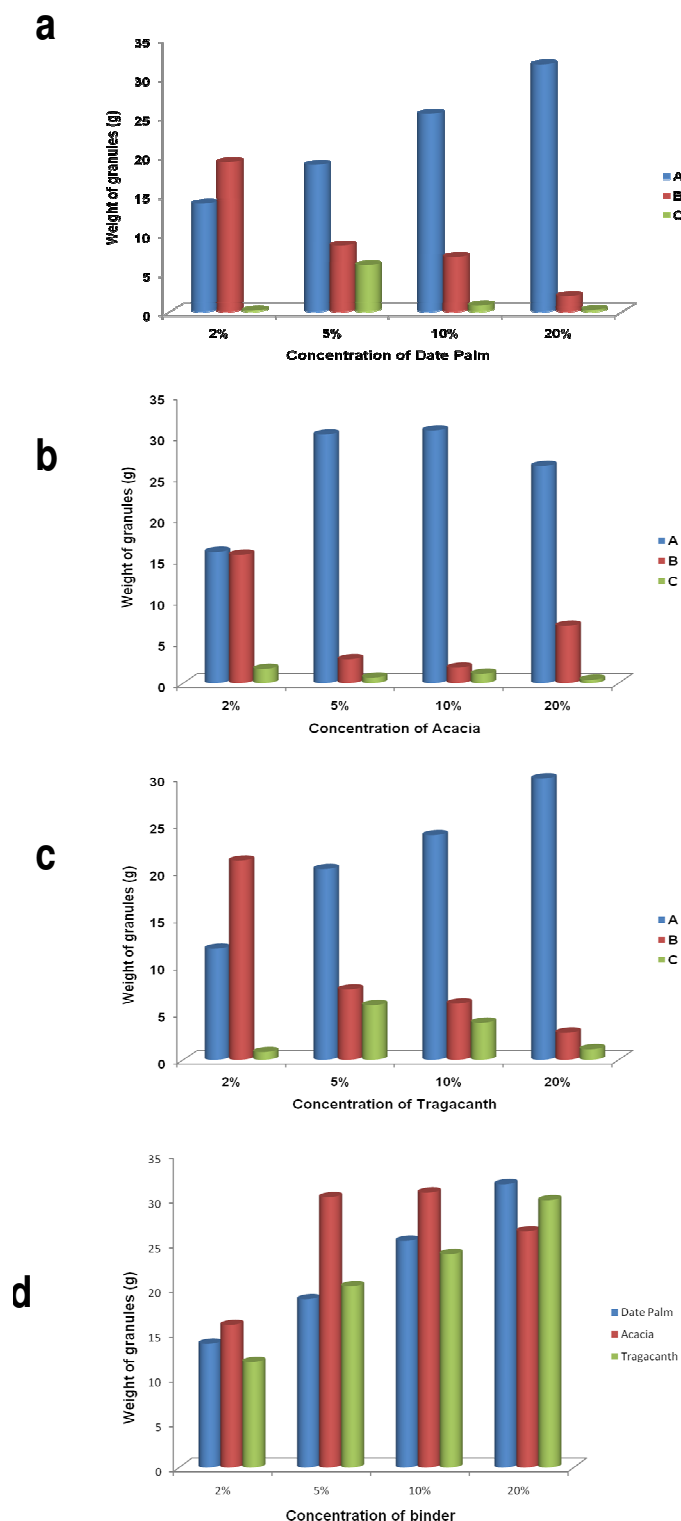 a
35
30
25
20
15
10
5
0
Weight of granules (g)
A
B
C
2% 5% 10% 20%
Concentration of Date Palm
b
35
30
25
20
15
10
5
0
Weight of granules (g)
A
B
C
2% 5% 10% 20%
Concentration of Acacia
c
30
25
20
15
10
5
0
Weight of granules (g)
A
B
C
2% 5% 10% 20%
Concentration of Tragacanth
d
35
30
25
20
15
10
5
0
Weight of granules (g)
Date Palm
Acacia
Tragacanth
2% 5% 10% 20%
Concentration of binder